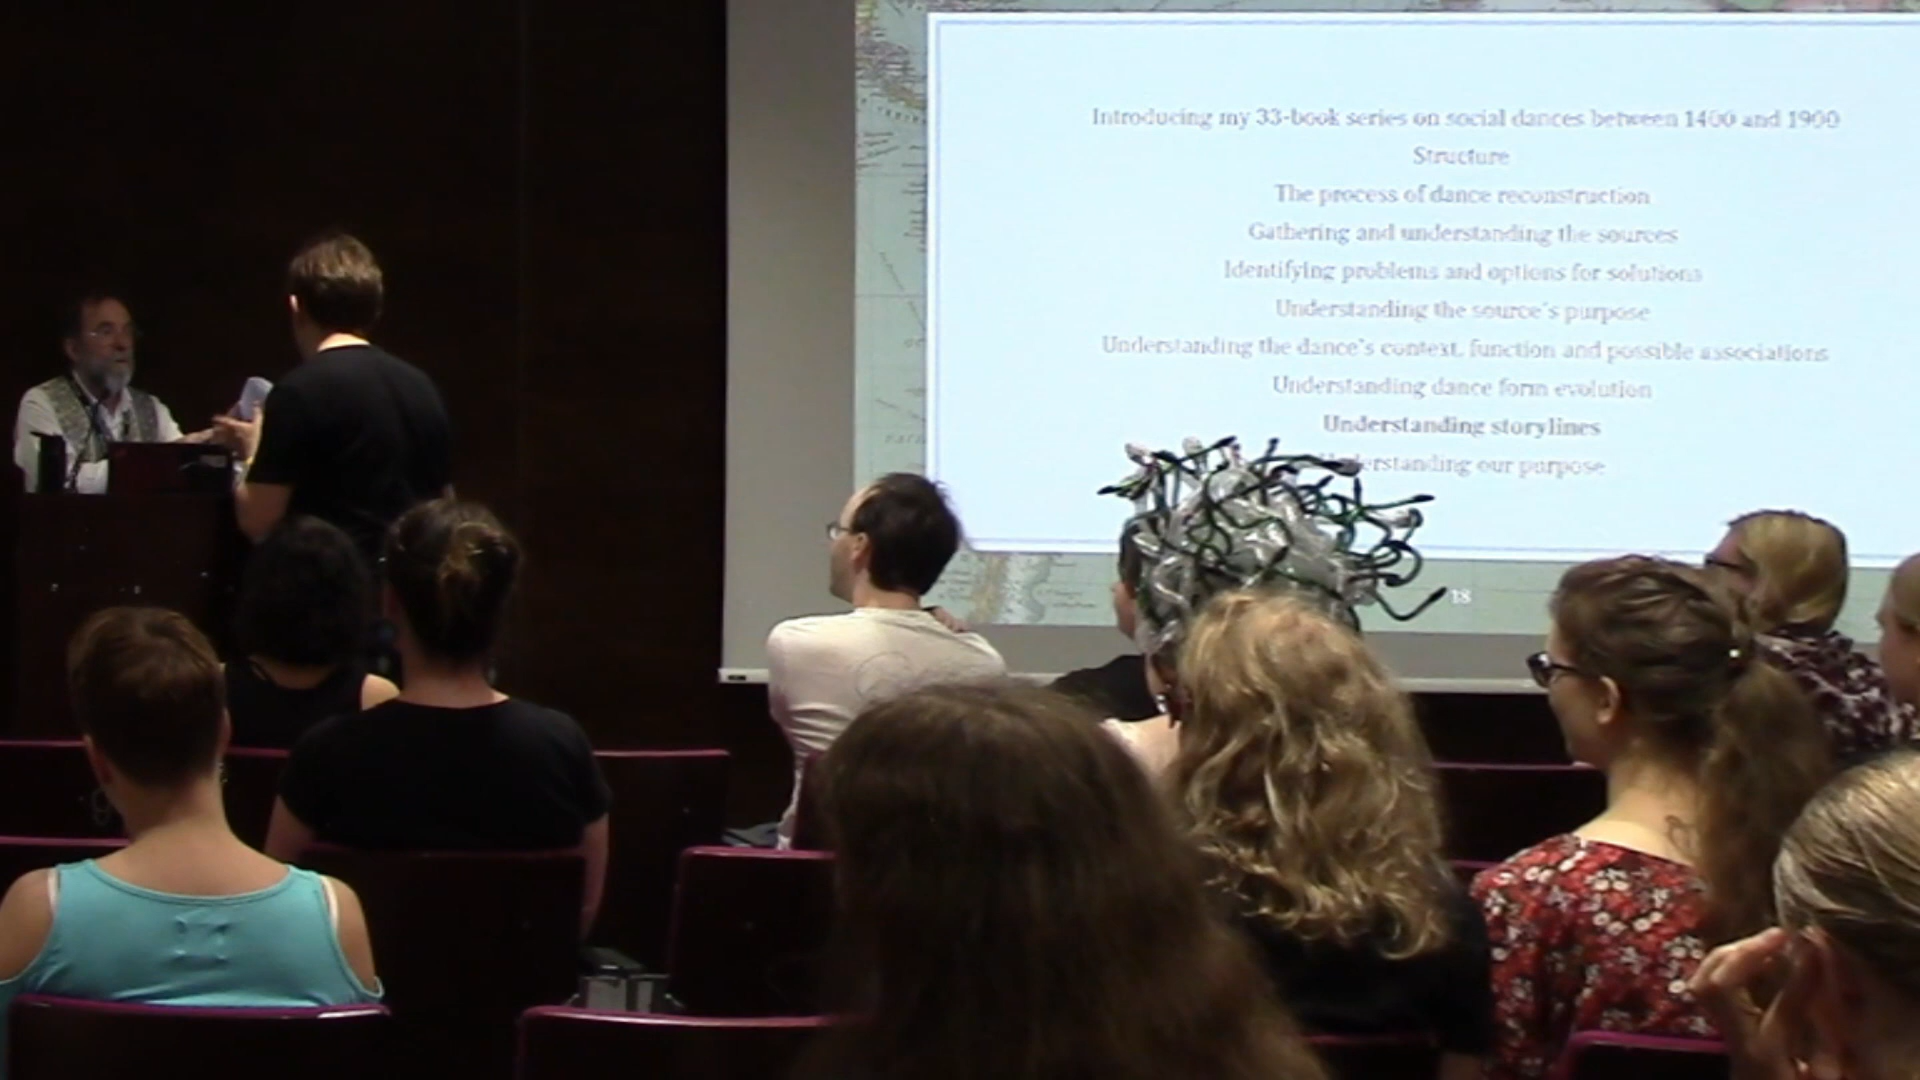 Introducing my 33-book series on social dances between 1400 and 1900
Structure
The process of dance reconstruction
Gathering and understanding the sources
Identifying problems and options for solutions
Understanding the source's purpose
Understanding the dance's context, function and possible associations
Understanding dance form evolution
Understanding storylines
erstanding our purpose
18